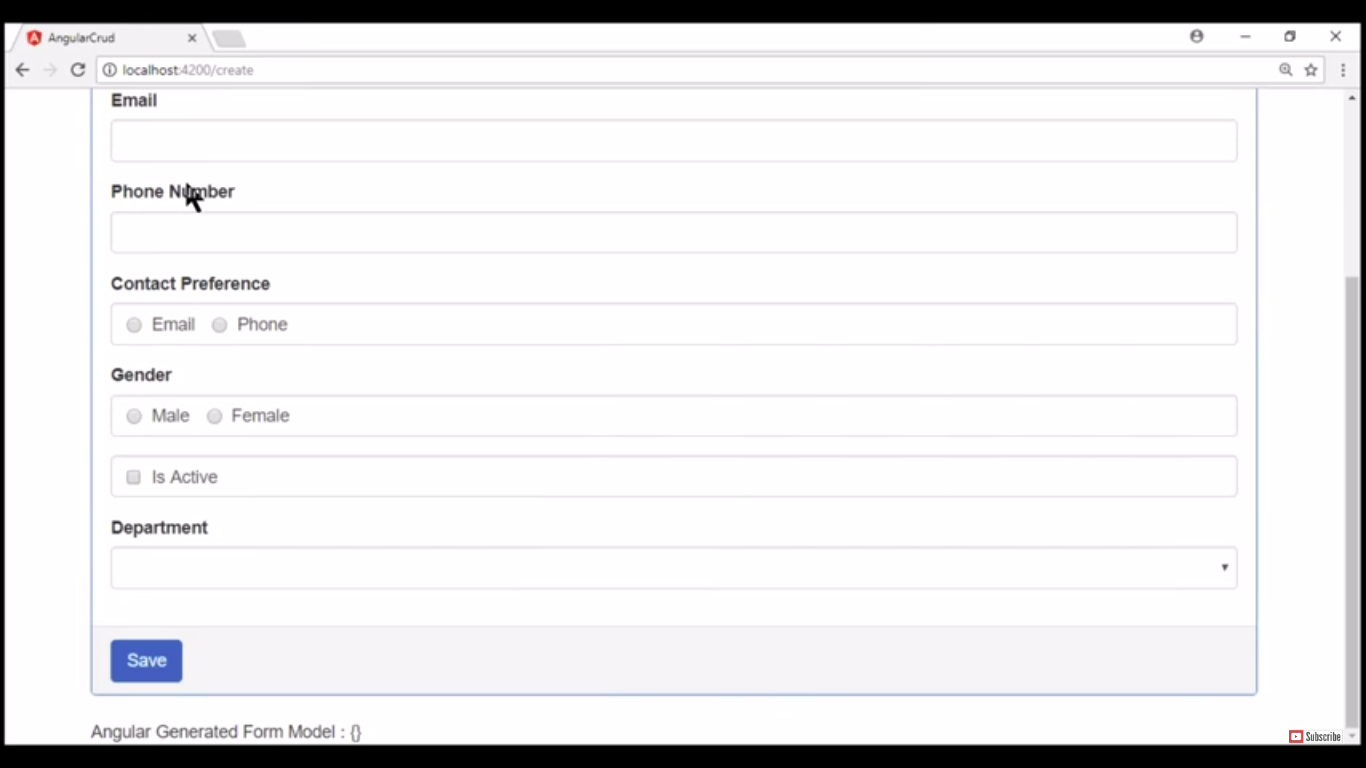 AngularCrud
localhost:4200/create
Email
Phone Number
Contact Preference
Email Phone
Gender
Male Female
Is Active
Department
Save
Angular Generated Form Model : {}
Subscribe